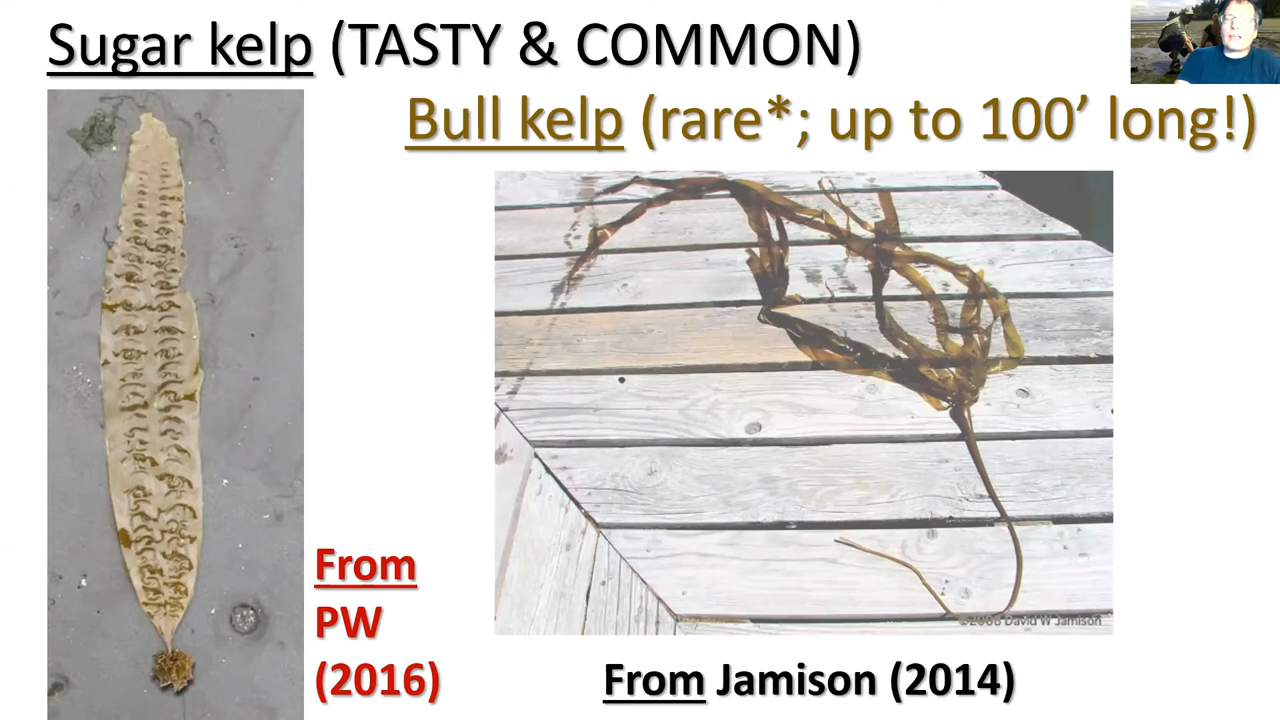 Sugar kelp (TASTY & COMMON)
Bull kelp (rare*; up to 100’ long!)
From
PW
(2016)
©2008 David W Jamison
From Jamison (2014)